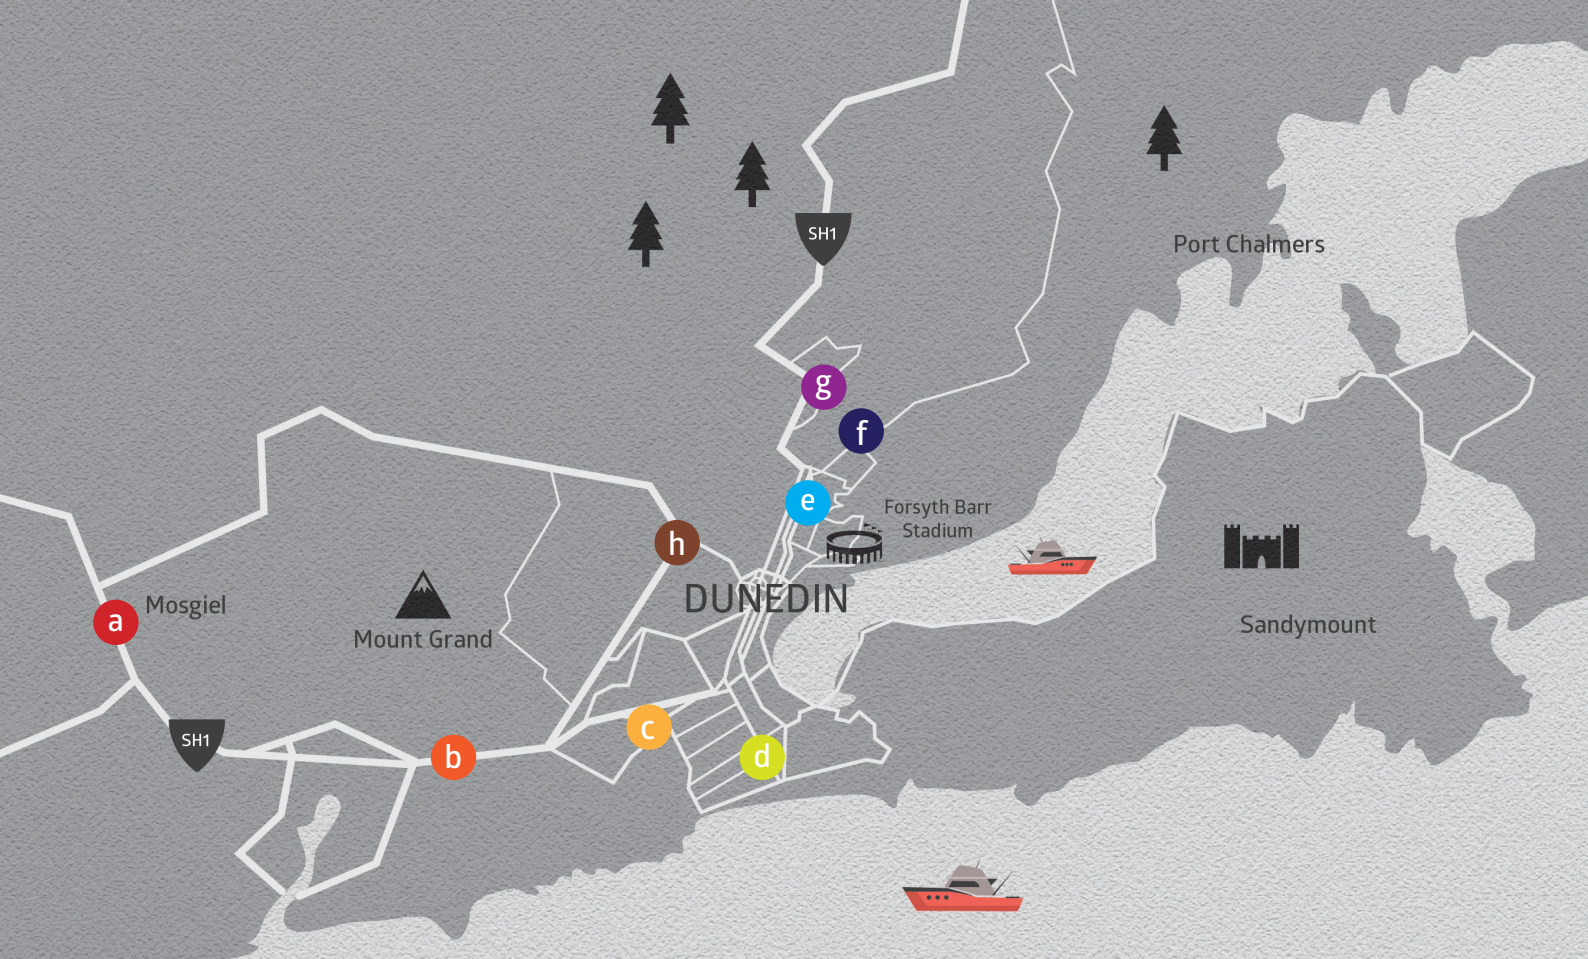 SH1
Port Chalmers
g
f
e
Forsyth Barr
Stadium
h
DUNEDIN
Mosgiel
a
Mount Grand
Sandymount
SH1
b
c
d